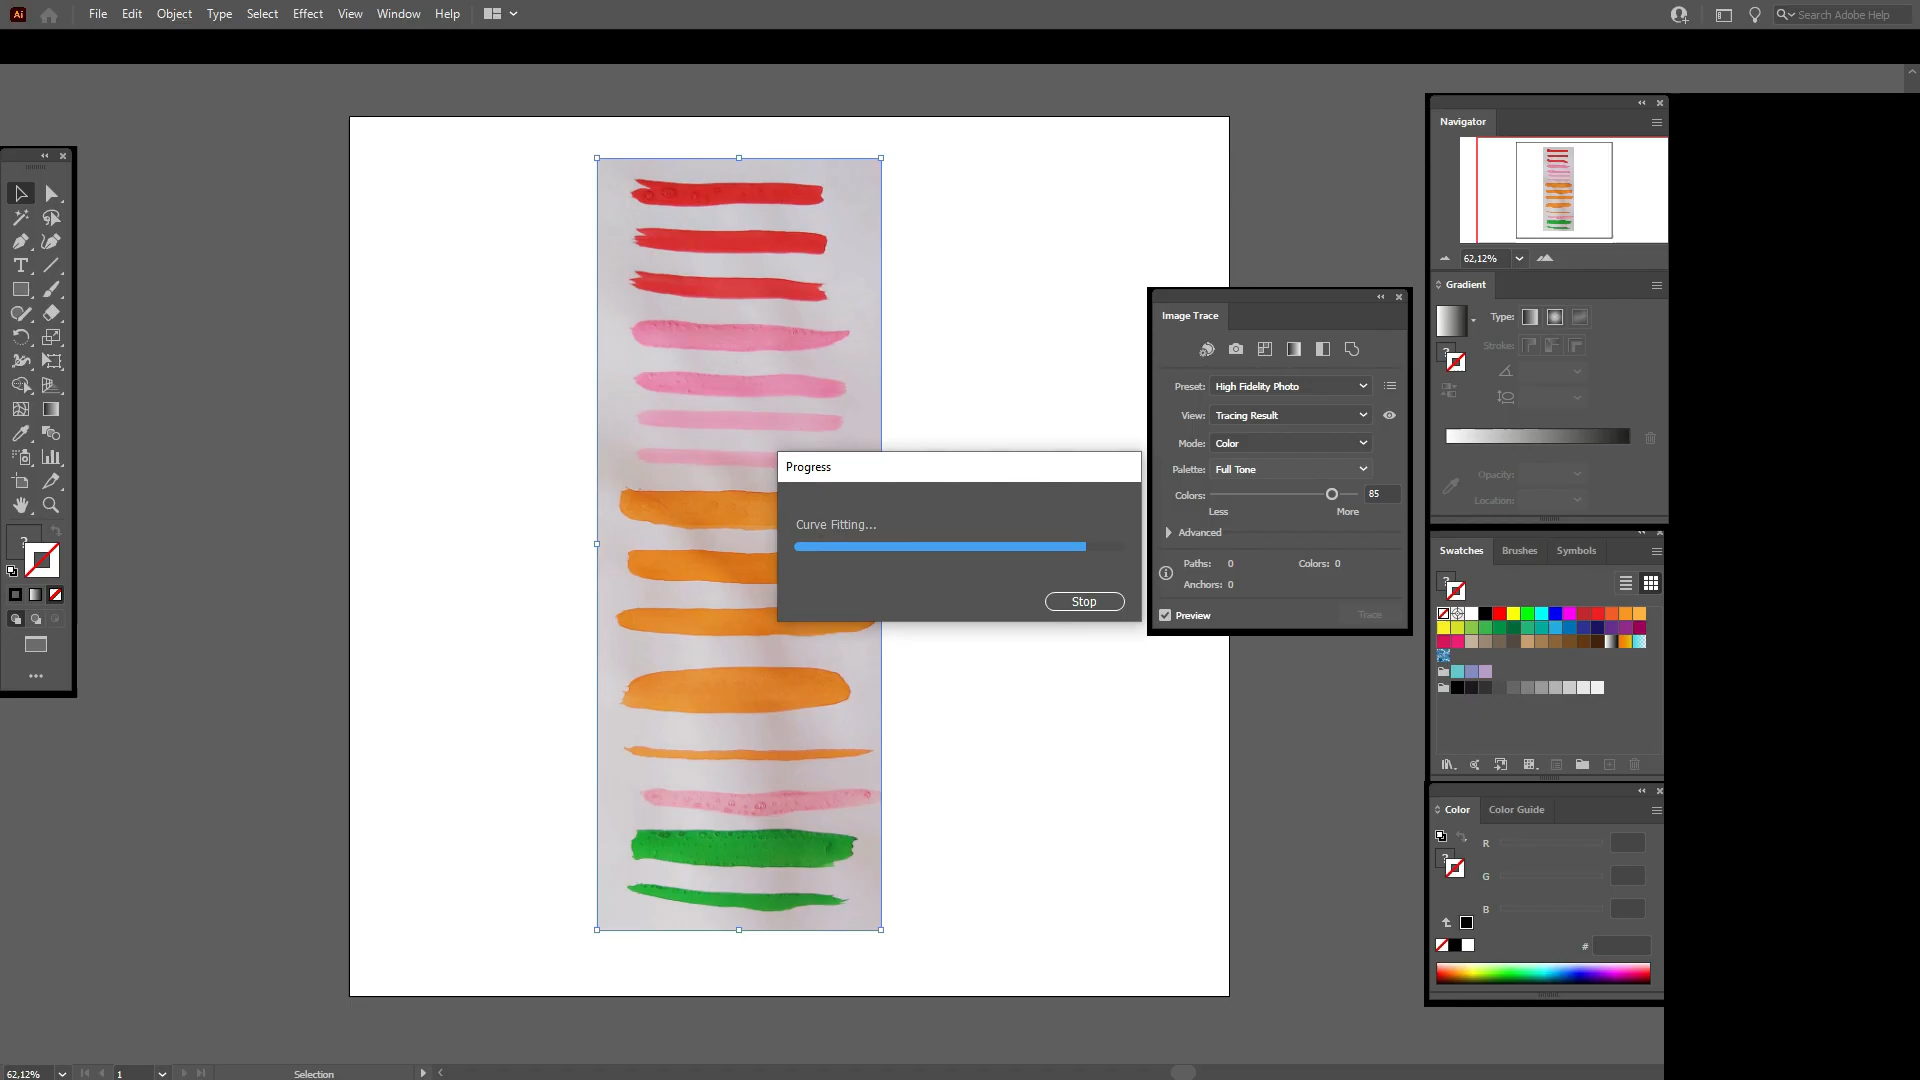 Ai File Edit Object Type Select Effect View Window Help
Search Adobe Help
Navigator
62,12%
Gradient
Type:
Stroke:
Opacity:
Location:
Image Trace
Preset: High Fidelity Photo
View: Tracing Result
Mode: Color
Palette: Full Tone
Colors: 85
Less More
Advanced
Paths: 0 Colors: 0
Anchors: 0
Preview Trace
Progress
Curve Fitting...
Stop
Swatches Brushes Symbols
Color Color Guide
R
G
B
#
62,12% 1 Selection